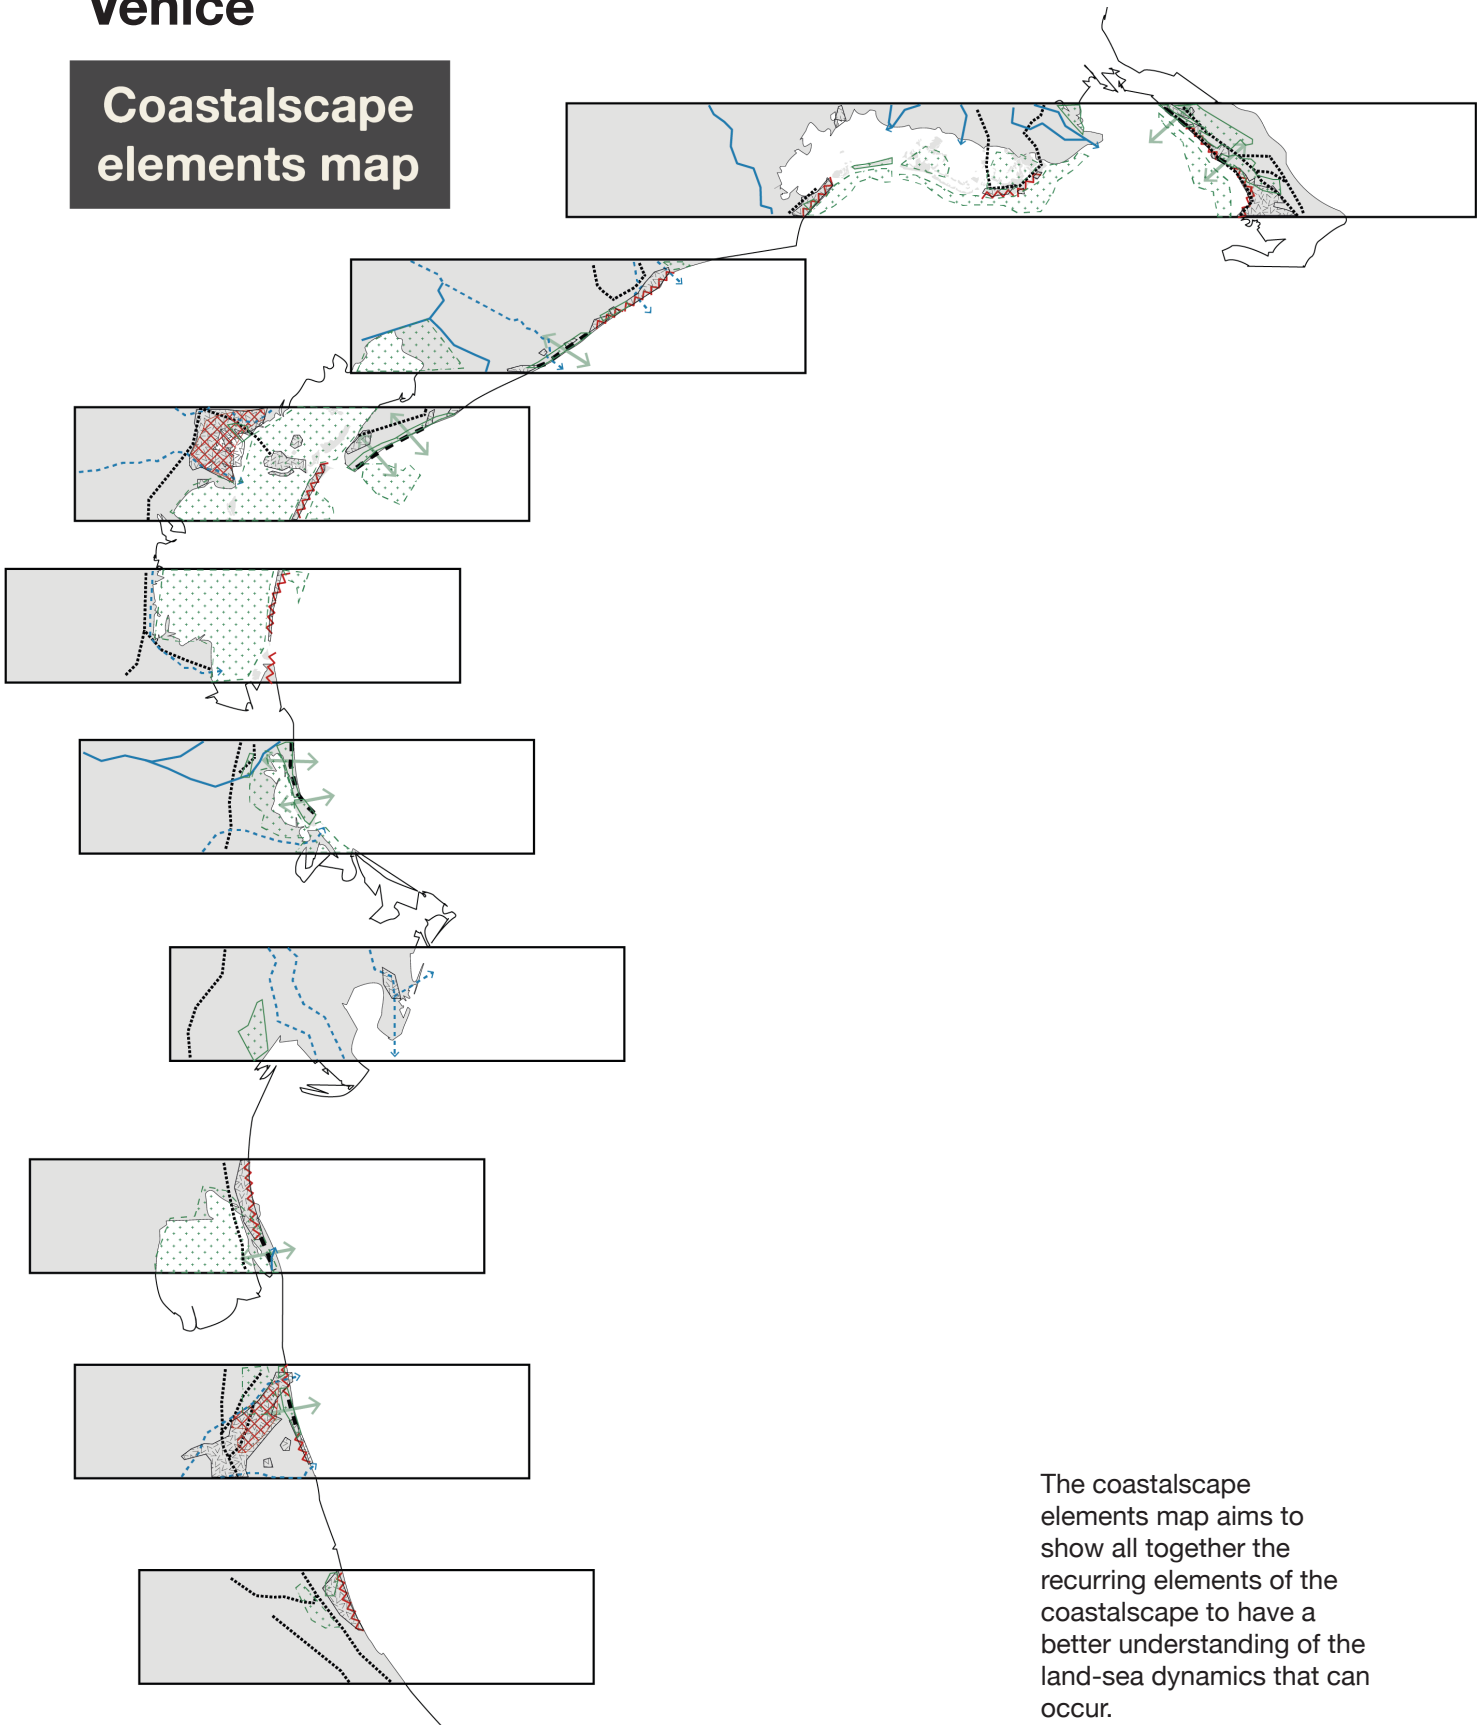 Venice
Coastalscape
elements map
The coastalscape
elements map aims to
show all together the
recurring elements of the
coastalscape to have a
better understanding of the
land-sea dynamics that can
occur.